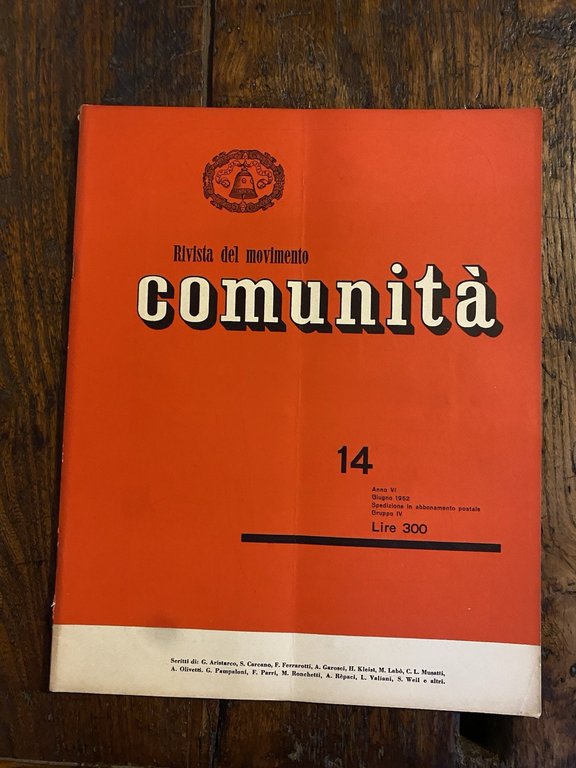 Rivista del movimento
comunità
14
Anno VI
Giugno 1952
Spedizione in abbonamento postale
Gruppo IV
Lire 300
Scritti di: G. Aristarco, S. Carcano, F. Ferrarotti, A. Garosci, H. Kleist, M. Labò, C. L. Musatti,
A. Olivetti, G. Pampaloni, F. Parri, M. Ronchetti, A. Rèpaci, L. Valiani, S. Weil e altri.